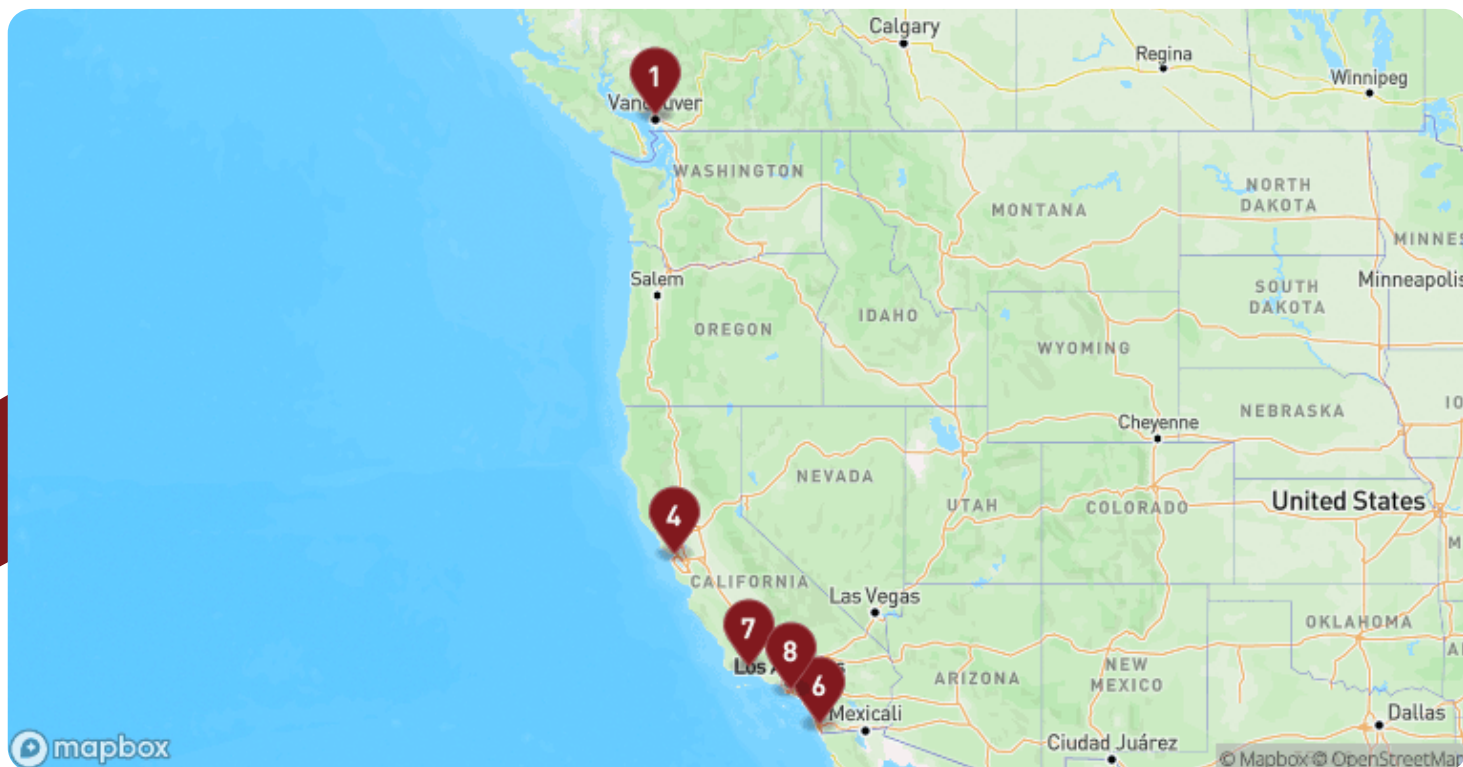 Calgary
Regina
Winnipeg
1
Vancouver
WASHINGTON
NORTH
DAKOTA
MONTANA
MINNES
Salem
Minneapolis
SOUTH
DAKOTA
IDAHO
OREGON
WYOMING
NEBRASKA
IO
Cheyenne
NEVADA
United States
UTAH
COLORADO
4
M
CALIFORNIA
Las Vegas
OKLAHOMA
7
8
Los A s
6
ARIZONA
NEW
MEXICO
A
Mexicali
Dallas
Ciudad Juárez
mapbox
© Mapbox © OpenStreetMap